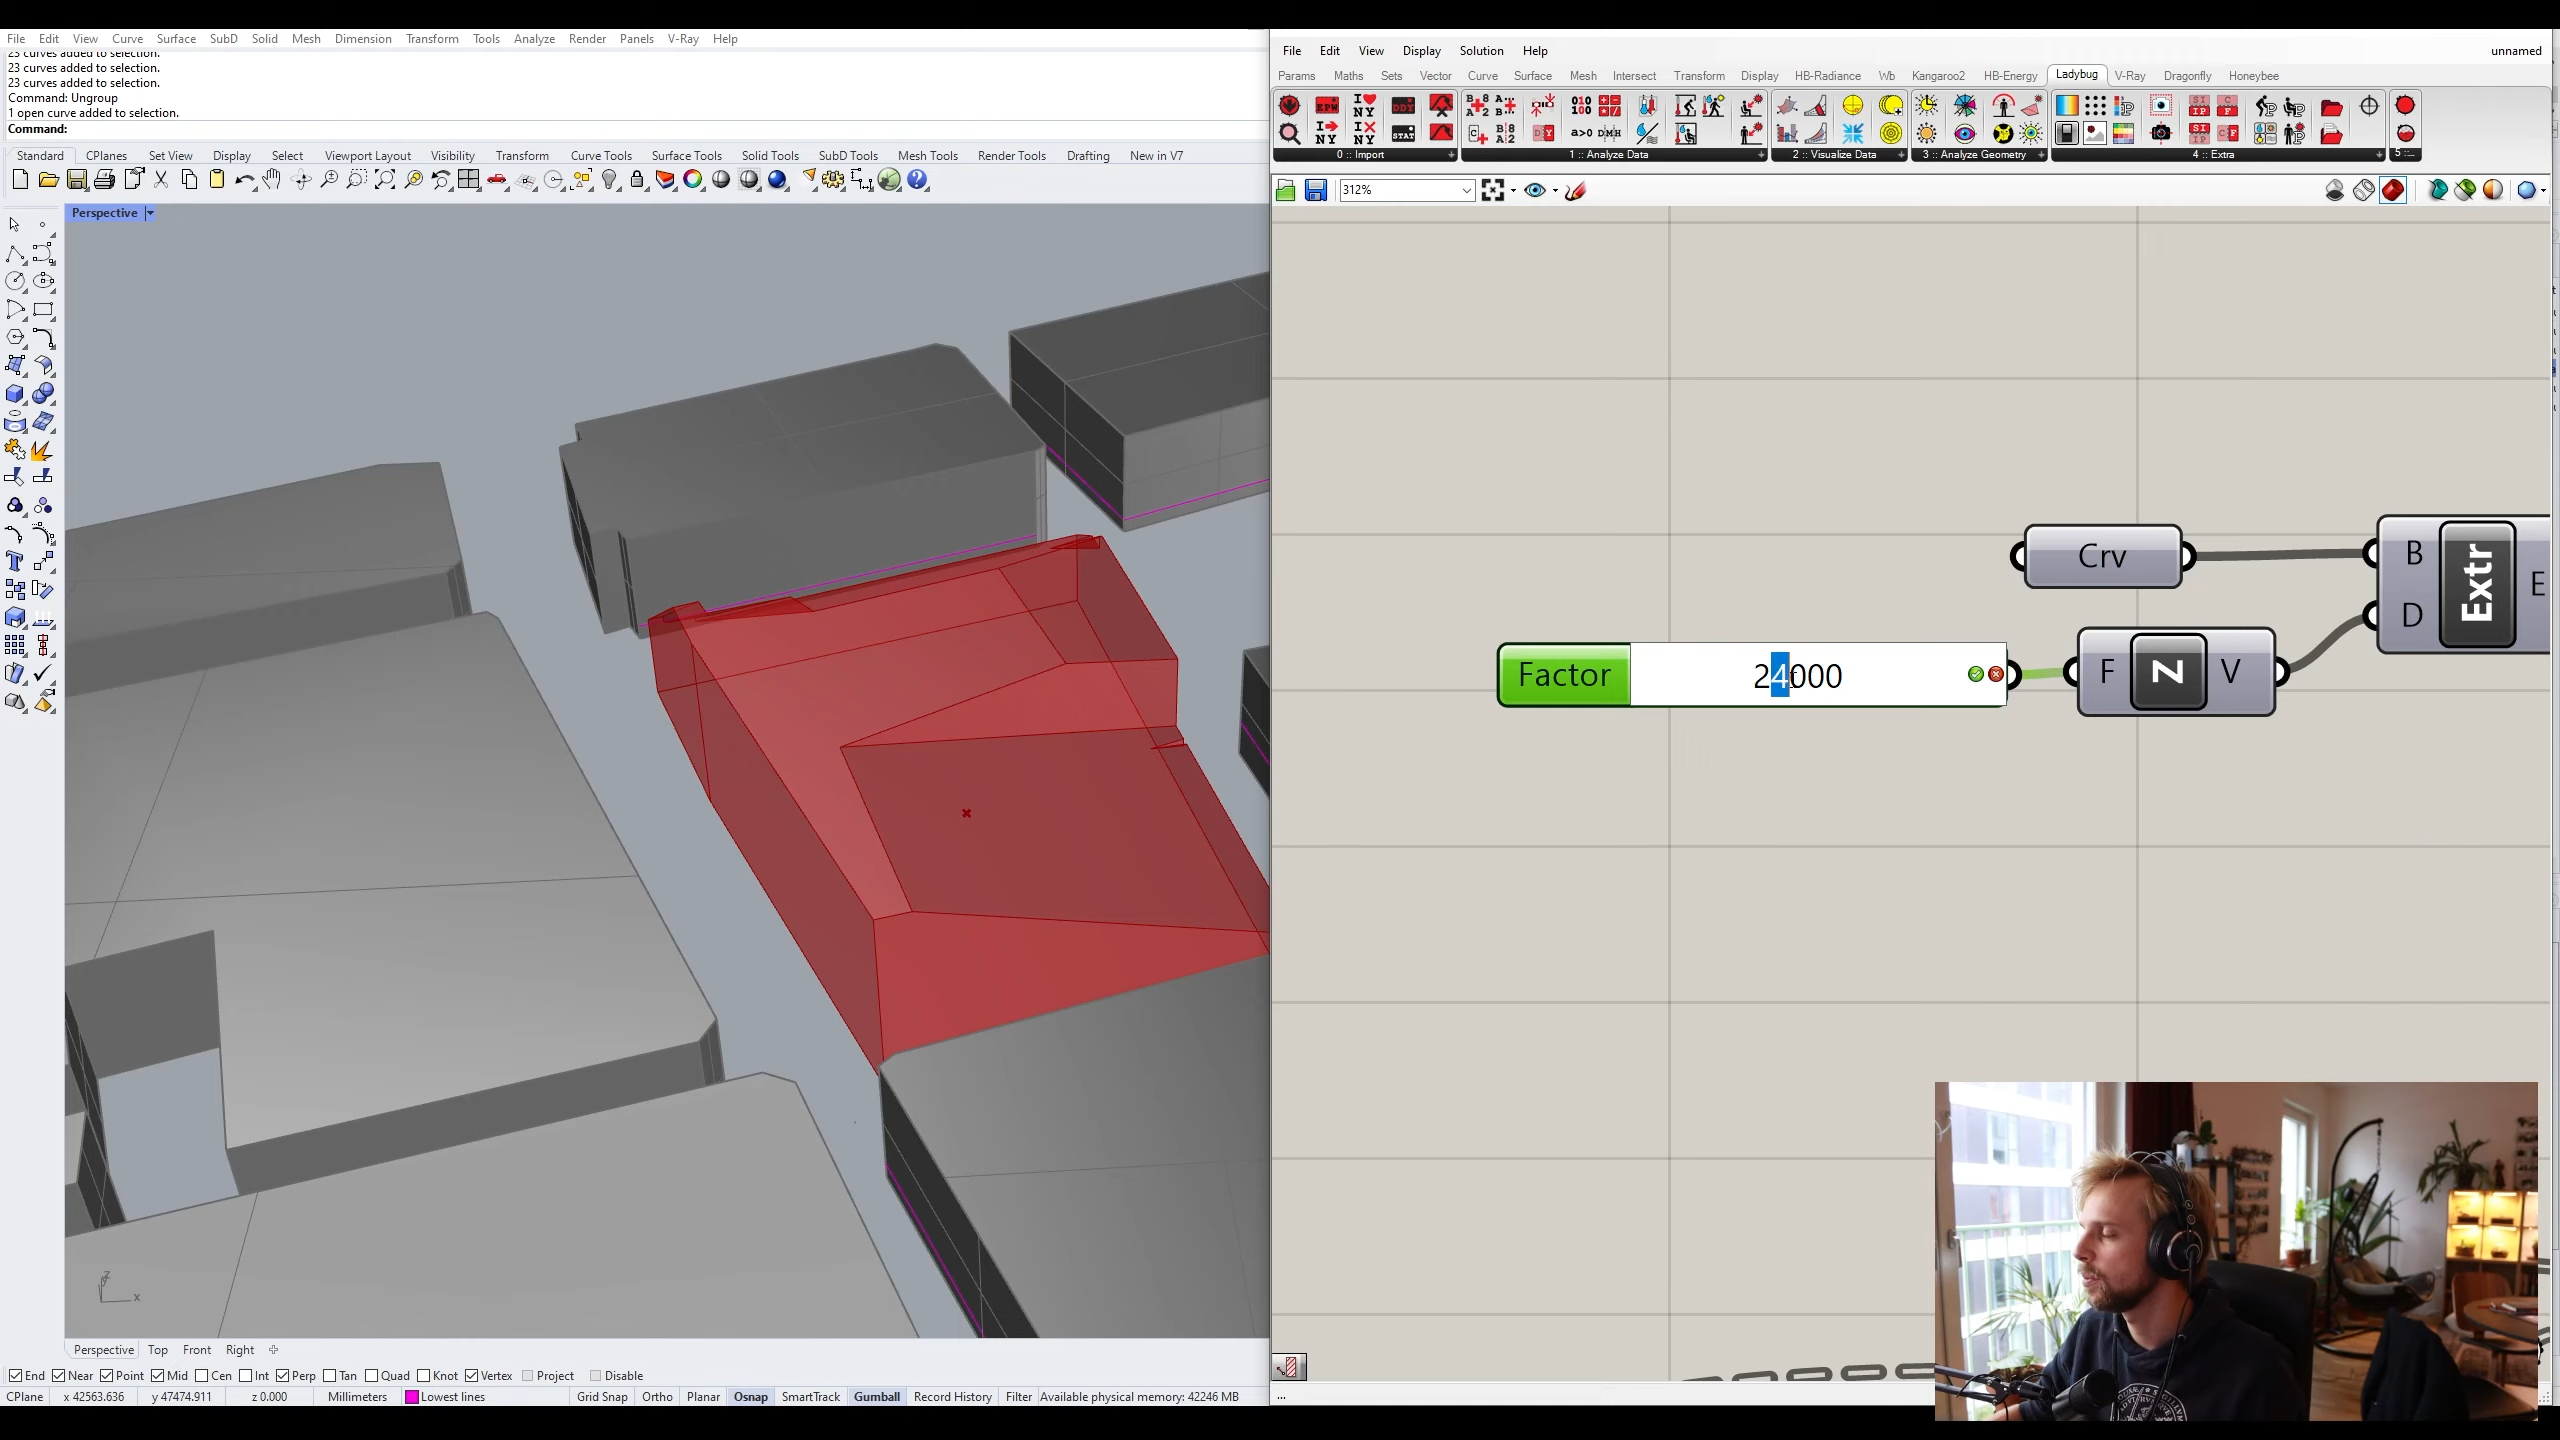 File Edit View Curve Surface SubD Solid Mesh Dimension Transform Tools Analyze Render Panels V-Ray Help
23 curves added to selection.
23 curves added to selection.
23 curves added to selection.
Command: Ungroup
1 open curve added to selection.
Command:
Standard CPlanes Set View Display Select Viewport Layout Visibility Transform Curve Tools Surface Tools Solid Tools SubD Tools Mesh Tools Render Tools Drafting New in V7
Perspective
z
x
Perspective Top Front Right
End Near Point Mid Cen Int Perp Tan Quad Knot Vertex Project Disable
CPlane x 42563.636 y 47474.911 z 0.000 Millimeters Lowest lines Grid Snap Ortho Planar Osnap SmartTrack Gumball Record History Filter Available physical memory: 42246 MB
File Edit View Display Solution Help unnamed
Params Maths Sets Vector Curve Surface Mesh Intersect Transform Display HB-Radiance Wb Kangaroo2 HB-Energy Ladybug V-Ray Dragonfly Honeybee
0 :: Import 1 :: Analyze Data 2 :: Visualize Data 3 :: Analyze Geometry 4 :: Extra 5 ::...
312%
Crv
B
D
Extr
E
Factor 24000
F Z V
...